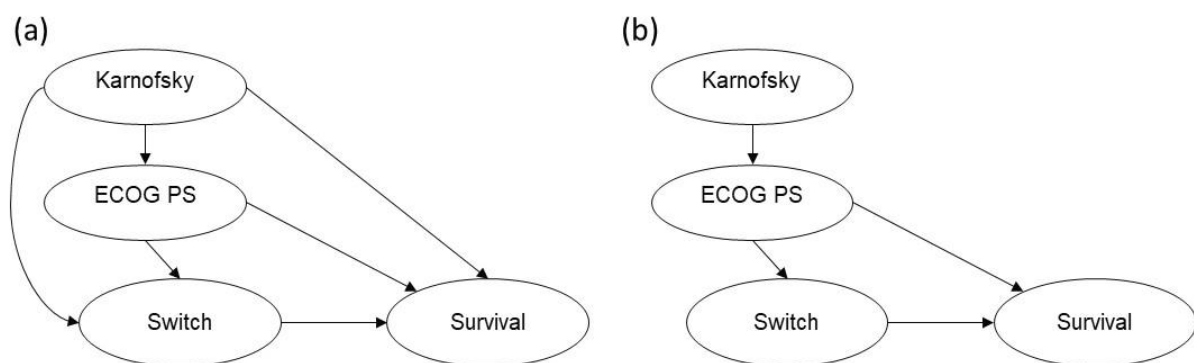 (a)
Karnofsky
ECOG PS
Switch
Survival
(b)
Karnofsky
ECOG PS
Switch
Survival